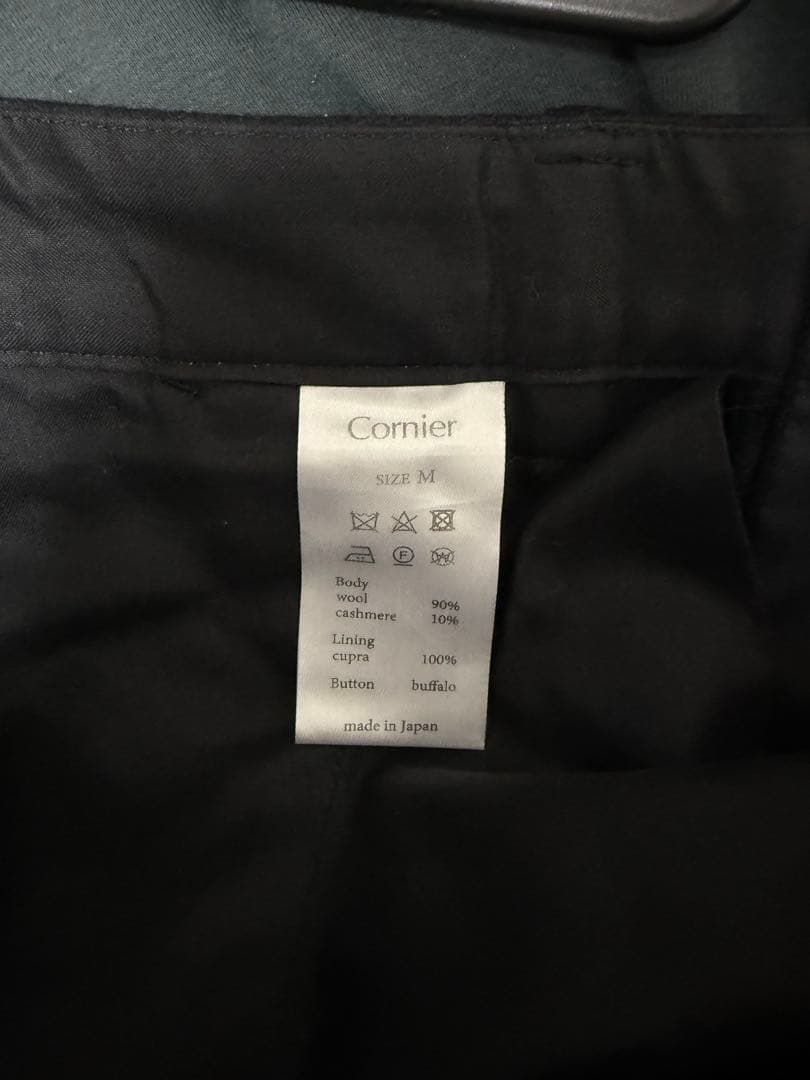 Cornier
SIZE M
F
W
Body
wool 90%
cashmere 10%
Lining
cupra 100%
Button buffalo
made in Japan